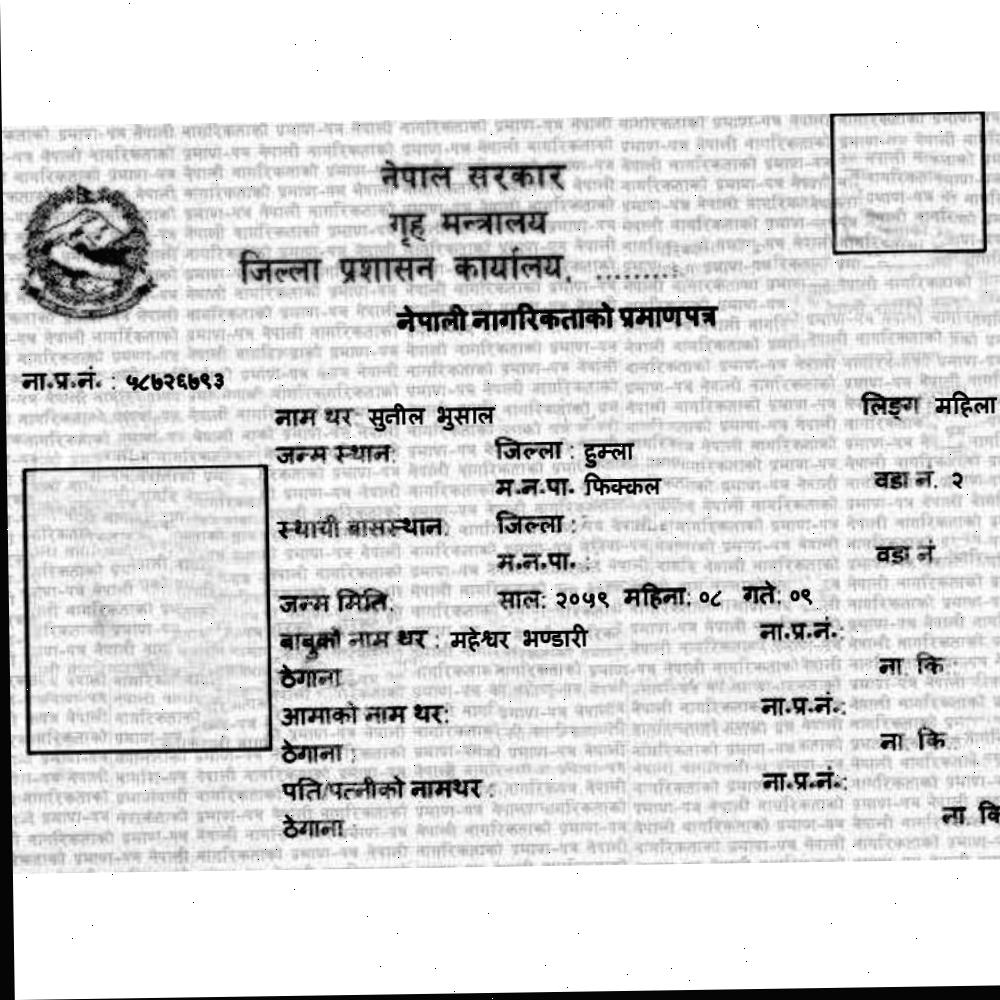 नेपाल सरकार
गृह मन्त्रालय
जिल्ला प्रशासन कार्यालय, .........
नेपाली नागरिकताको प्रमाणपत्र
ना.प्र.नं. : ५८७२६७९३
नाम थर सुनील भुसाल लिङ्ग महिला
जन्म स्थान: जिल्ला : हुम्ला
म.न.पा. फिक्कल वडा नं. २
स्थायी बासस्थान: जिल्ला :
म.न.पा. : वडा नं
जन्म मिति: साल: २०५९ महिना: ०८ गते: ०९
बाबुको नाम थर : महेश्वर भण्डारी ना.प्र.नं.:
ठेगाना ना. कि
आमाको नाम थर: ना.प्र.नं.:
ठेगाना : ना. कि
पति/पत्नीको नामथर : ना.प्र.नं.:
ठेगाना ना. कि